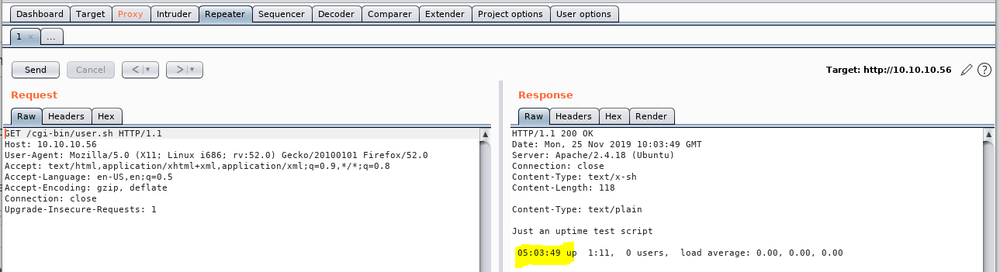 Dashboard Target Proxy Intruder Repeater Sequencer Decoder Comparer Extender Project options User options
1 × ...
Send Cancel < > Target: http://10.10.10.56 ?
Request
Raw Headers Hex
GET /cgi-bin/user.sh HTTP/1.1
Host: 10.10.10.56
User-Agent: Mozilla/5.0 (X11; Linux i686; rv:52.0) Gecko/20100101 Firefox/52.0
Accept: text/html,application/xhtml+xml,application/xml;q=0.9,*/*;q=0.8
Accept-Language: en-US,en;q=0.5
Accept-Encoding: gzip, deflate
Connection: close
Upgrade-Insecure-Requests: 1
Response
Raw Headers Hex Render
HTTP/1.1 200 OK
Date: Mon, 25 Nov 2019 10:03:49 GMT
Server: Apache/2.4.18 (Ubuntu)
Connection: close
Content-Type: text/x-sh
Content-Length: 118
Content-Type: text/plain
Just an uptime test script
05:03:49 up 1:11, 0 users, load average: 0.00, 0.00, 0.00